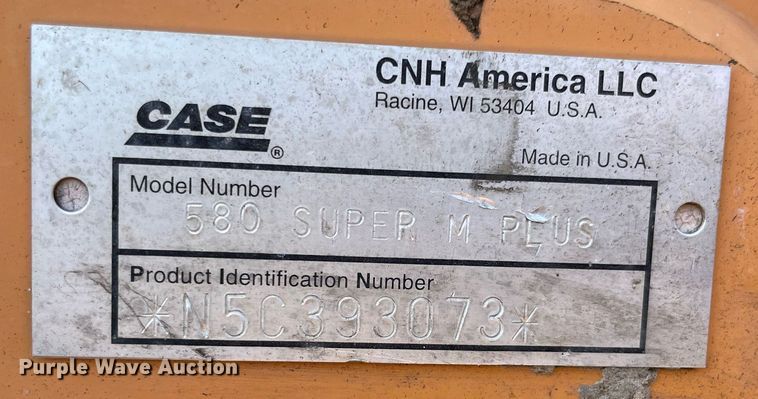 CNH America LLC
Racine, WI 53404 U.S.A.
CASE
®
Made in U.S.A.
Model Number
580 SUPER M PLUS
Product Identification Number
*N5C393073*
Purple Wave Auction